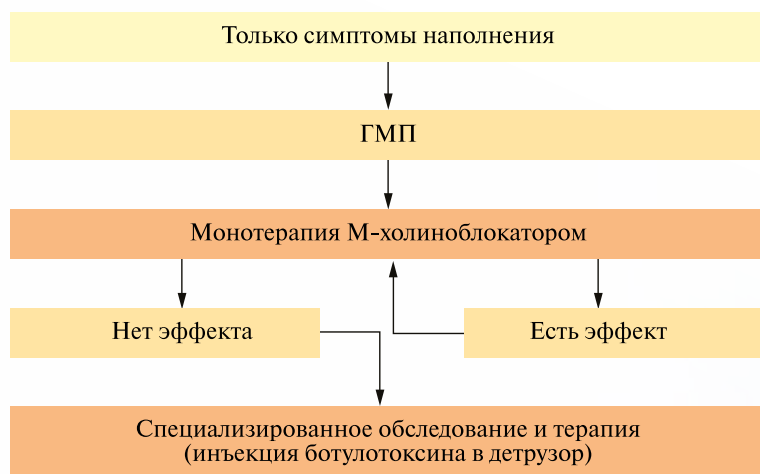 Только симптомы наполнения
ГМП
Монотерапия М-холиноблокатором
Нет эффекта
Есть эффект
Специализированное обследование и терапия
(инъекция ботулотоксина в детрузор)